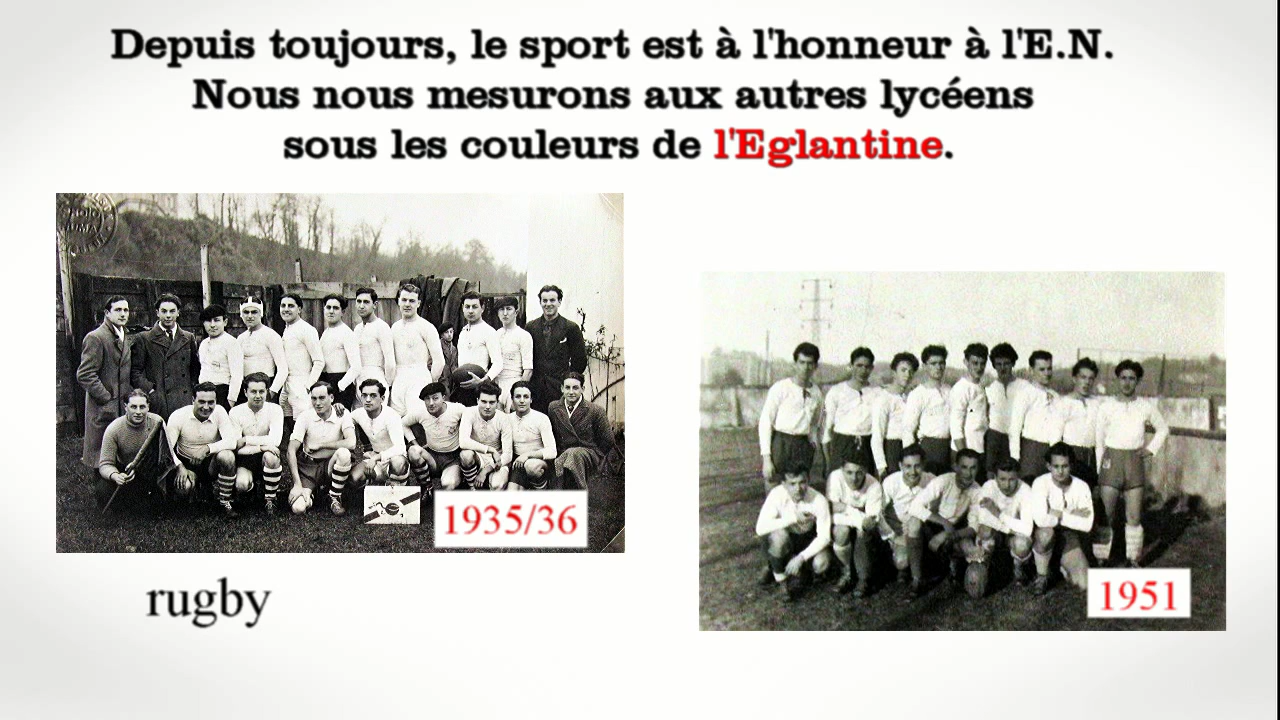 Depuis toujours, le sport est à l'honneur à l'E.N.
Nous nous mesurons aux autres lycéens
sous les couleurs de l'Eglantine.
1935/36
1951
rugby